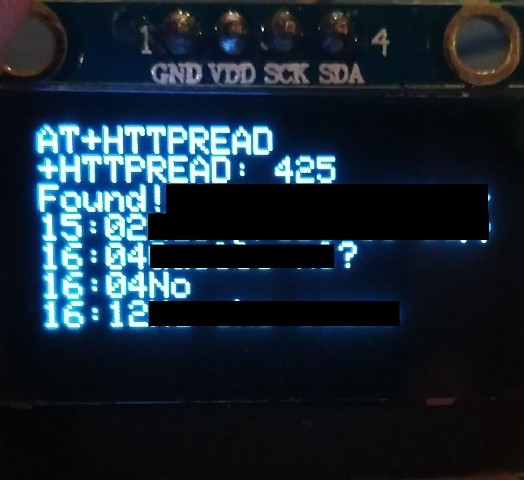 1 4
GND VDD SCK SDA
AT+HTTPREAD
+HTTPREAD: 425
Found!
15:02
16:04 ?
16:04No
16:12